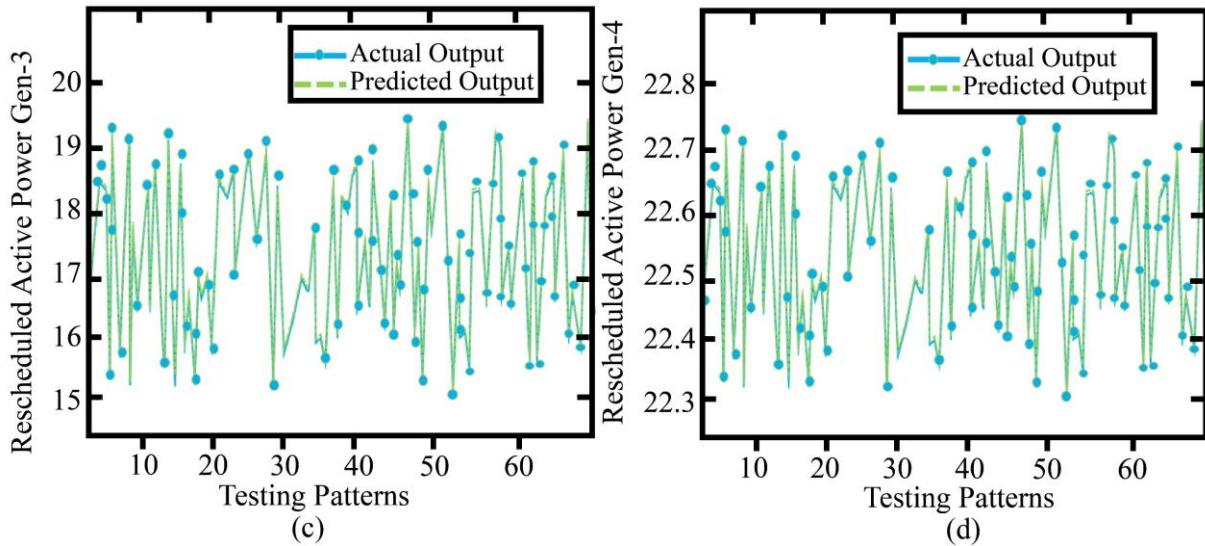 Rescheduled Active Power Gen-3
20
19
18
17
16
15
Actual Output
Predicted Output
10 20 30 40 50 60
Testing Patterns
(c)
Rescheduled Active Power Gen-4
22.8
22.7
22.6
22.5
22.4
22.3
Actual Output
Predicted Output
10 20 30 40 50 60
Testing Patterns
(d)